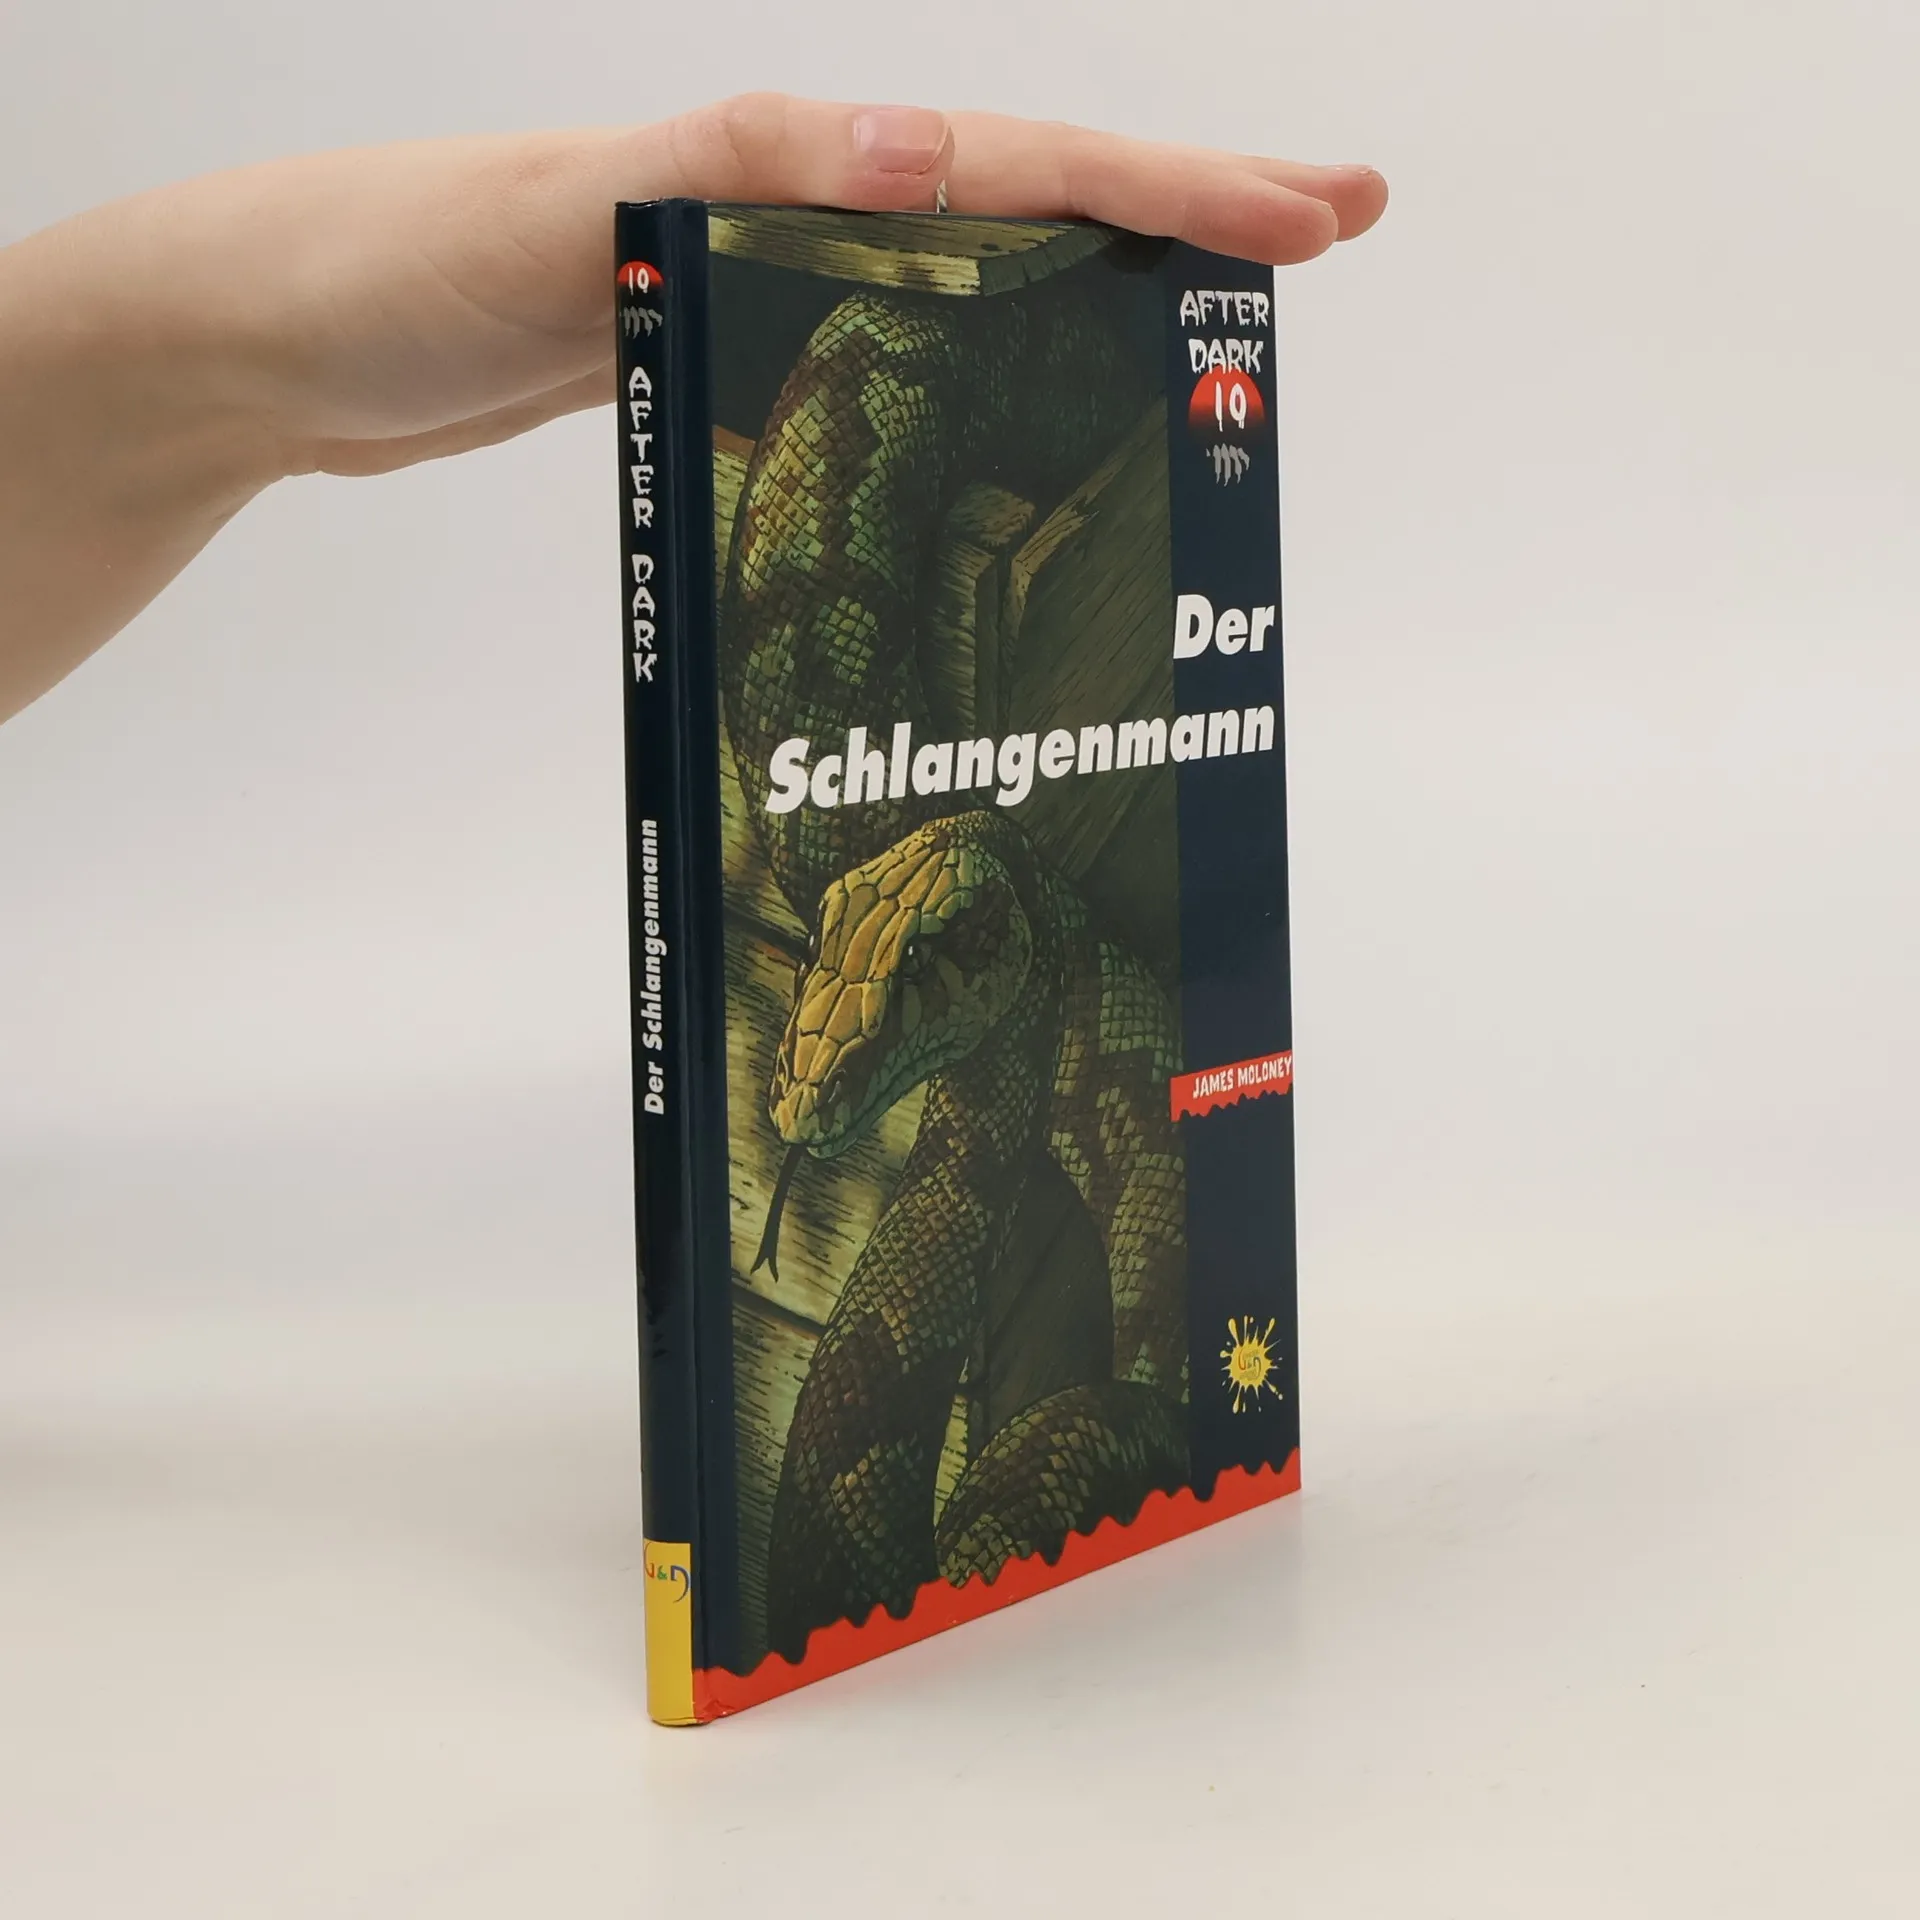 10
AFTER DARK
Der Schlangenmann
G&D
AFTER
DARK
10
Der
Schlangenmann
JAMES MOLONEY
G&D